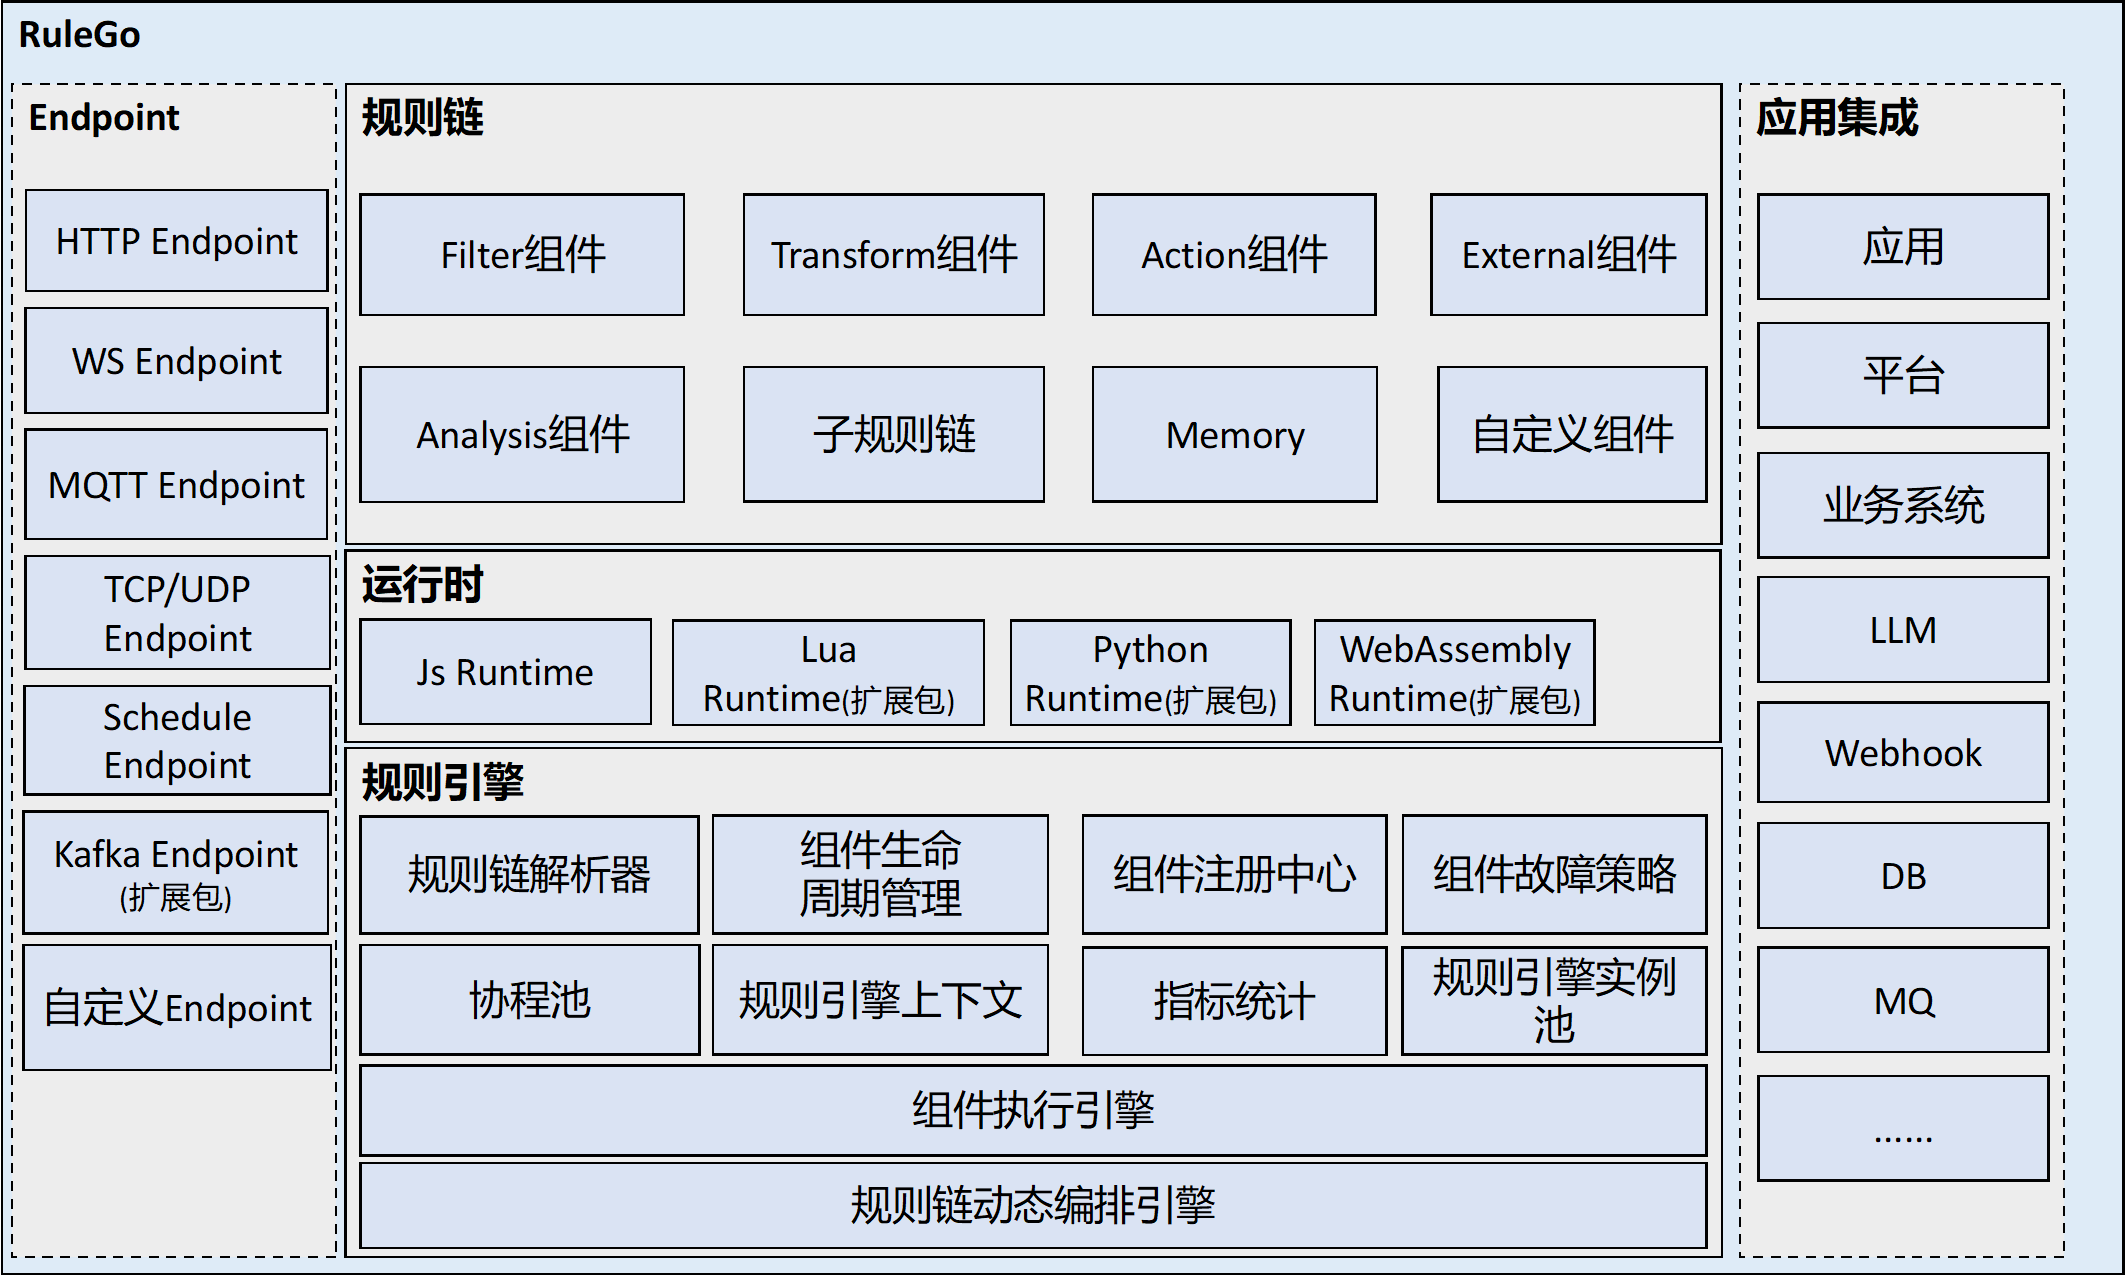 RuleGo
Endpoint
HTTP Endpoint
WS Endpoint
MQTT Endpoint
TCP/UDP
Endpoint
Schedule
Endpoint
Kafka Endpoint
(扩展包)
自定义Endpoint
规则链
Filter组件
Transform组件
Action组件
External组件
Analysis组件
子规则链
Memory
自定义组件
运行时
Js Runtime
Lua
Runtime(扩展包)
Python
Runtime(扩展包)
WebAssembly
Runtime(扩展包)
规则引擎
规则链解析器
组件生命
周期管理
组件注册中心
组件故障策略
协程池
规则引擎上下文
指标统计
规则引擎实例
池
组件执行引擎
规则链动态编排引擎
应用集成
应用
平台
业务系统
LLM
Webhook
DB
MQ
……